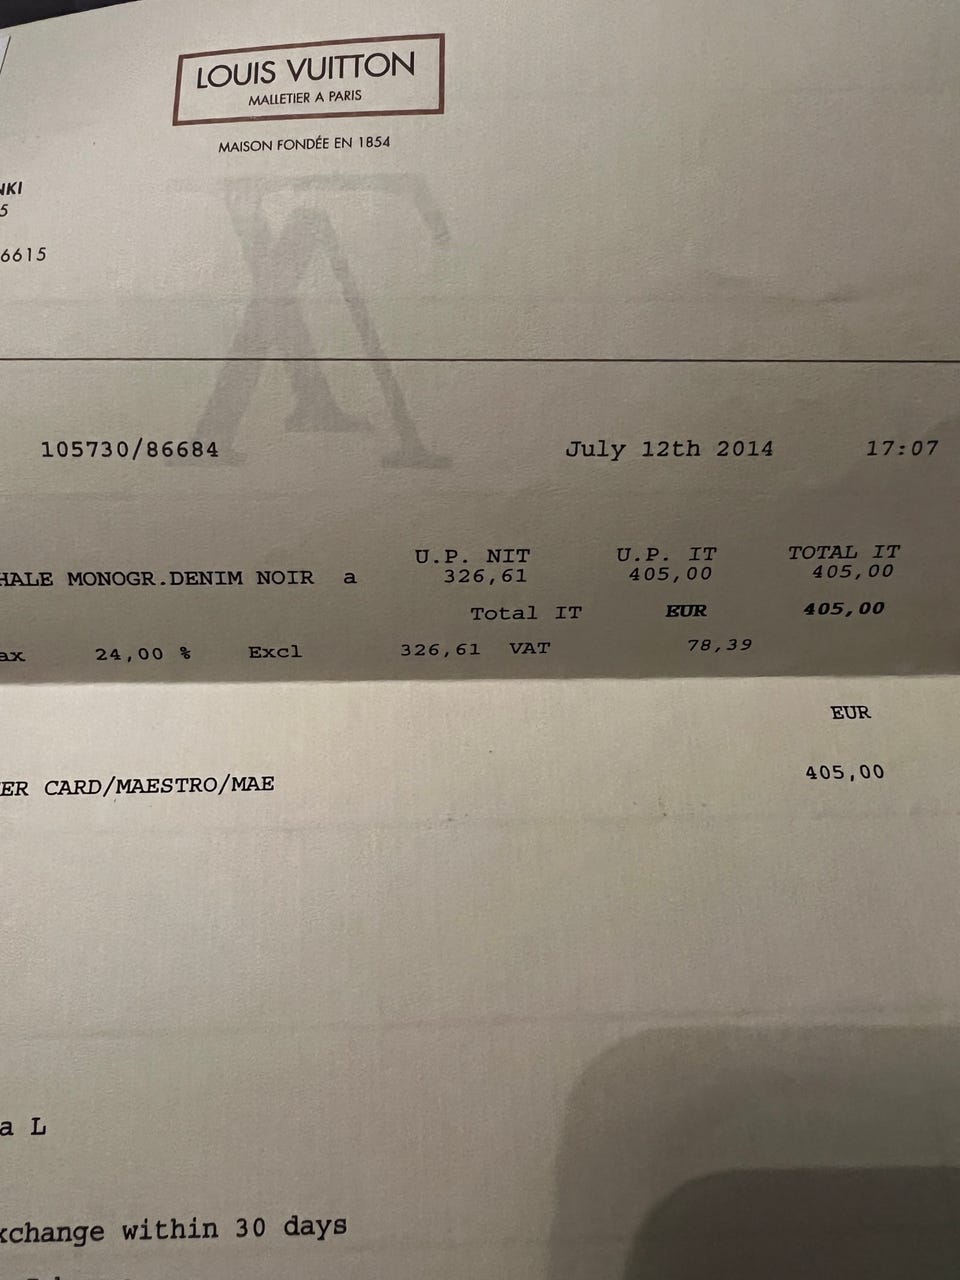 LOUIS VUITTON
MALLETIER A PARIS
MAISON FONDÉE EN 1854
NKI
5
6615
105730/86684 July 12th 2014 17:07
U.P. NIT U.P. IT TOTAL IT
HALE MONOGR.DENIM NOIR a 326,61 405,00 405,00
Total IT EUR 405,00
ax 24,00 % Excl 326,61 VAT 78,39
EUR
ER CARD/MAESTRO/MAE 405,00
a L
xchange within 30 days